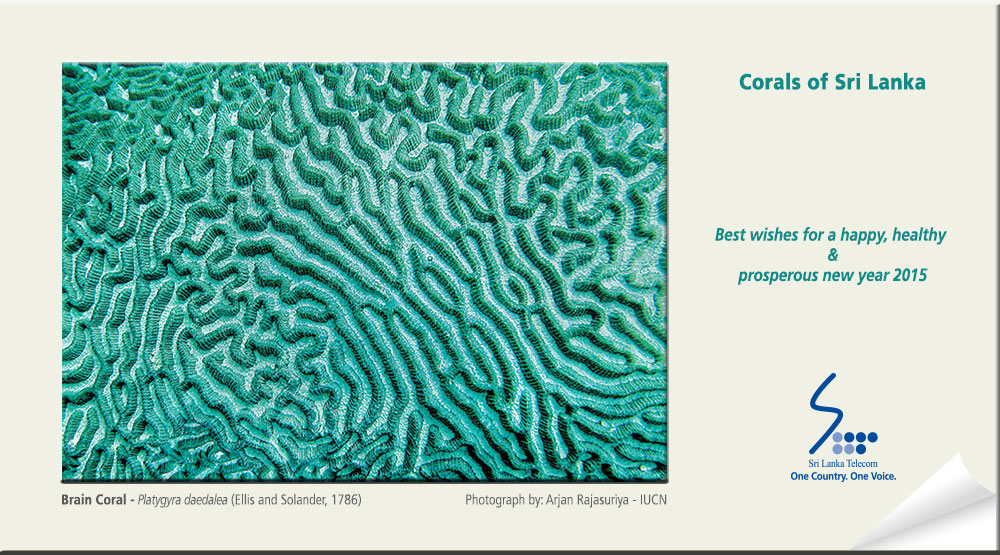 Corals of Sri Lanka
Best wishes for a happy, healthy
&
prosperous new year 2015
Sri Lanka Telecom
One Country. One Voice.
Brain Coral - Platygyra daedalea (Ellis and Solander, 1786)
Photograph by: Arjan Rajasuriya - IUCN